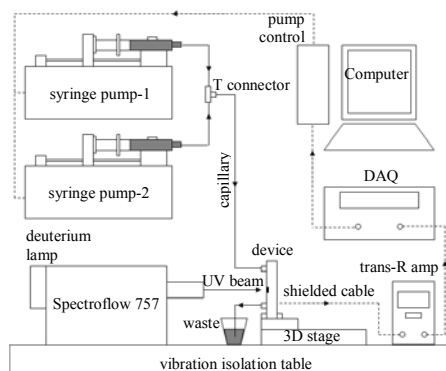 pump
control
syringe pump-1
T connector
Computer
syringe pump-2
capillary
DAQ
deuterium
lamp
device
trans-R amp
UV beam
Spectroflow 757
shielded cable
waste
3D stage
vibration isolation table